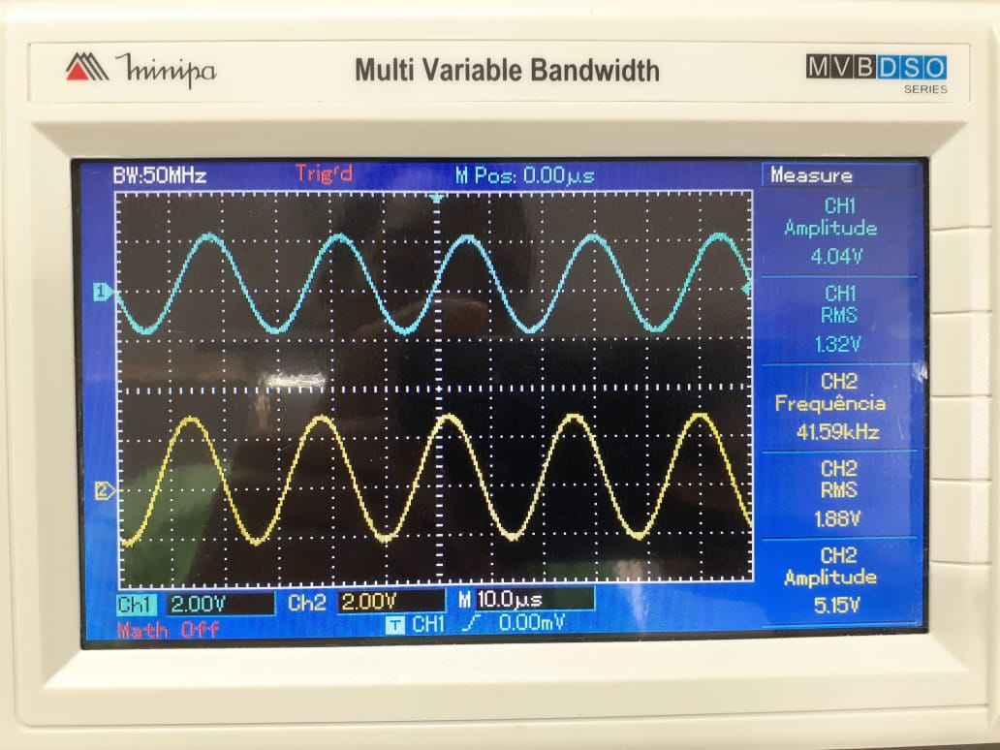 minipa
Multi Variable Bandwidth
MVBDSO
SERIES
BW:50MHz
Trig'd
M Pos: 0.00µs
Measure
CH1
Amplitude
4.04V
CH1
RMS
1.32V
CH2
Frequência
41.59kHz
CH2
RMS
1.88V
CH2
Amplitude
5.15V
1
2
Ch1 2.00V Ch2 2.00V M 10.0µs
Math Off T CH1 0.00mV